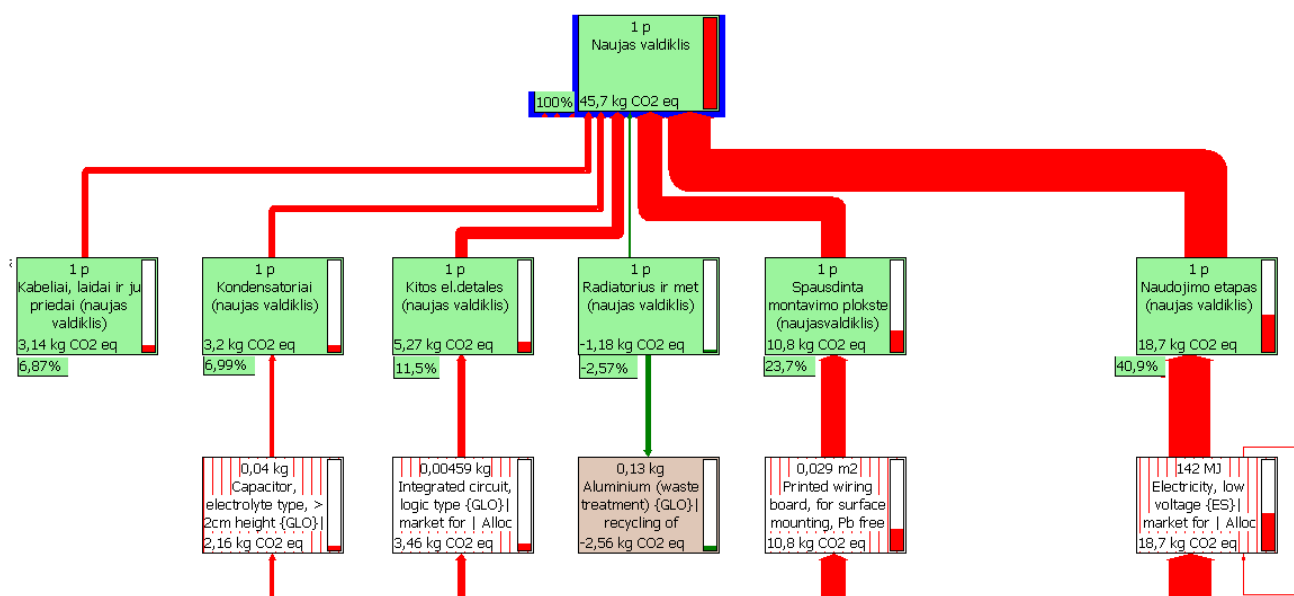 1 p
Naujas valdiklis
45,7 kg CO2 eq
100%
1 p
Kabeliai, laidai ir ju
priedai (naujas
valdiklis)
3,14 kg CO2 eq
6,87%
1 p
Kondensatoriai
(naujas valdiklis)
3,2 kg CO2 eq
6,99%
1 p
Kitos el.detales
(naujas valdiklis)
5,27 kg CO2 eq
11,5%
1 p
Radiatorius ir met
(naujas valdiklis)
-1,18 kg CO2 eq
-2,57%
1 p
Spausdinta
montavimo plokste
(naujasvaldiklis)
10,8 kg CO2 eq
23,7%
1 p
Naudojimo etapas
(naujas valdiklis)
18,7 kg CO2 eq
40,9%
0,04 kg
Capacitor,
electrolyte type, >
2cm height {GLO}|
2,16 kg CO2 eq
0,00459 kg
Integrated circuit,
logic type {GLO}|
market for | Alloc
3,46 kg CO2 eq
0,13 kg
Aluminium (waste
treatment) {GLO}|
recycling of
-2,56 kg CO2 eq
0,029 m2
Printed wiring
board, for surface
mounting, Pb free
10,8 kg CO2 eq
142 MJ
Electricity, low
voltage {ES}|
market for | Alloc
18,7 kg CO2 eq